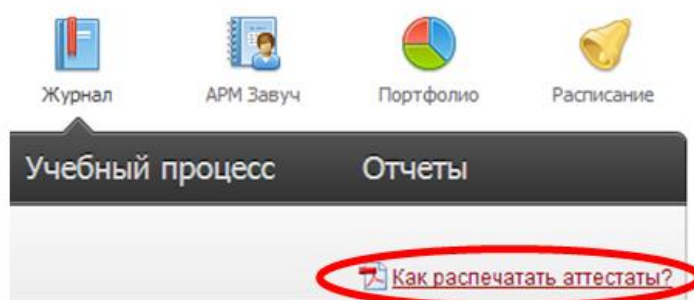 Журнал АРМ Завуч Портфолио Расписание
Учебный процесс Отчеты
Как распечатать аттестаты?